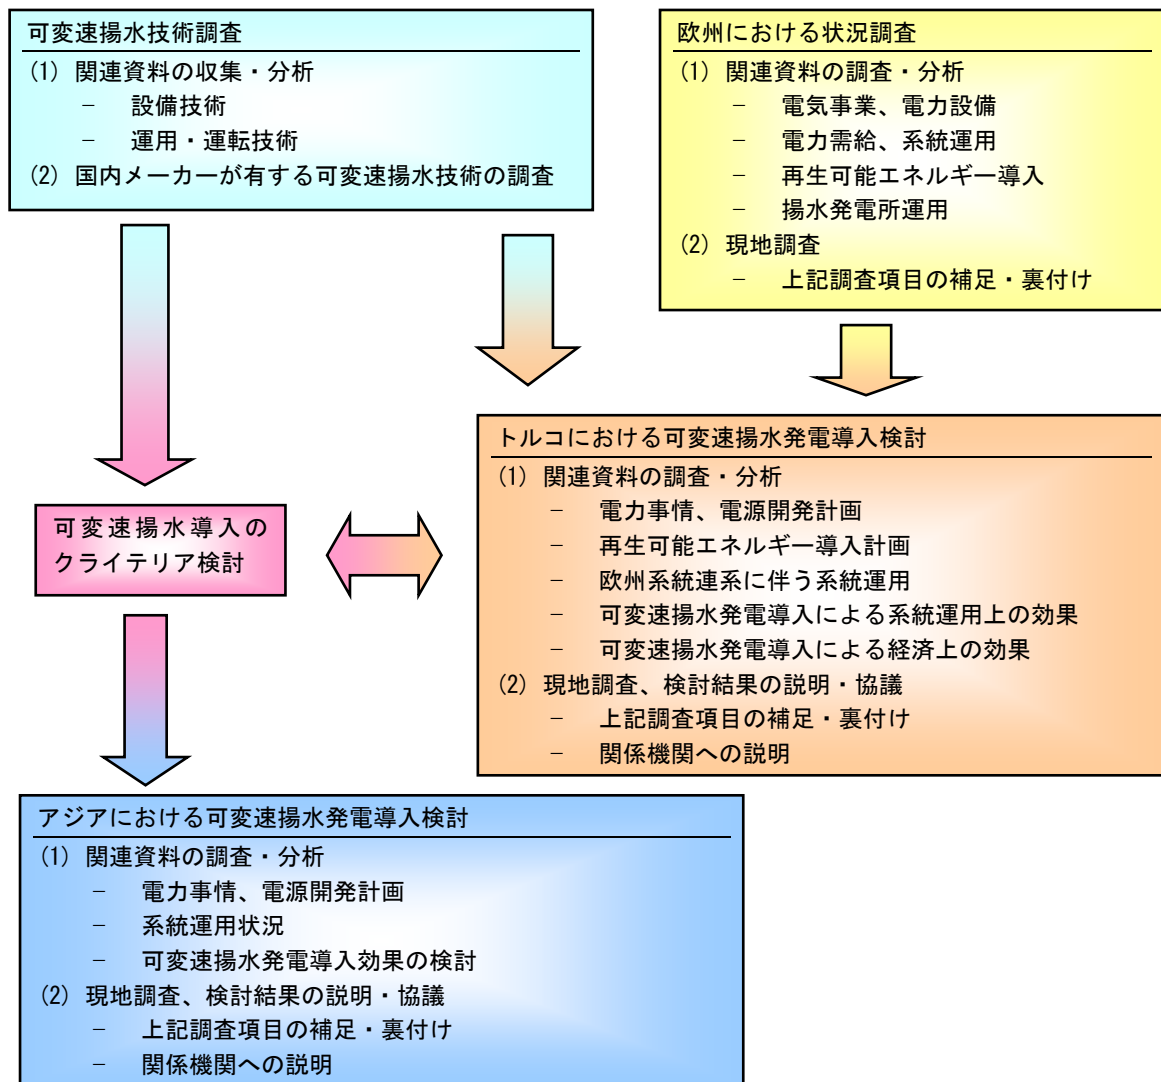 可変速揚水技術調査
(1) 関連資料の収集・分析
－ 設備技術
－ 運用・運転技術
(2) 国内メーカーが有する可変速揚水技術の調査
欧州における状況調査
(1) 関連資料の調査・分析
－ 電気事業、電力設備
－ 電力需給、系統運用
－ 再生可能エネルギー導入
－ 揚水発電所運用
(2) 現地調査
－ 上記調査項目の補足・裏付け
トルコにおける可変速揚水発電導入検討
(1) 関連資料の調査・分析
－ 電力事情、電源開発計画
－ 再生可能エネルギー導入計画
－ 欧州系統連系に伴う系統運用
－ 可変速揚水発電導入による系統運用上の効果
－ 可変速揚水発電導入による経済上の効果
(2) 現地調査、検討結果の説明・協議
－ 上記調査項目の補足・裏付け
－ 関係機関への説明
可変速揚水導入の
クライテリア検討
アジアにおける可変速揚水発電導入検討
(1) 関連資料の調査・分析
－ 電力事情、電源開発計画
－ 系統運用状況
－ 可変速揚水発電導入効果の検討
(2) 現地調査、検討結果の説明・協議
－ 上記調査項目の補足・裏付け
－ 関係機関への説明